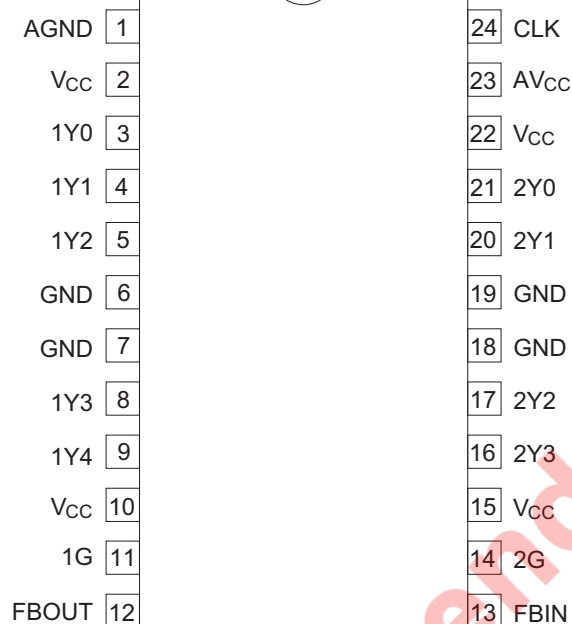 AGND 1 24 CLK
VCC 2 23 AVCC
1Y0 3 22 VCC
1Y1 4 21 2Y0
1Y2 5 20 2Y1
GND 6 19 GND
GND 7 18 GND
1Y3 8 17 2Y2
1Y4 9 16 2Y3
VCC 10 15 VCC
1G 11 14 2G
FBOUT 12 13 FBIN
end